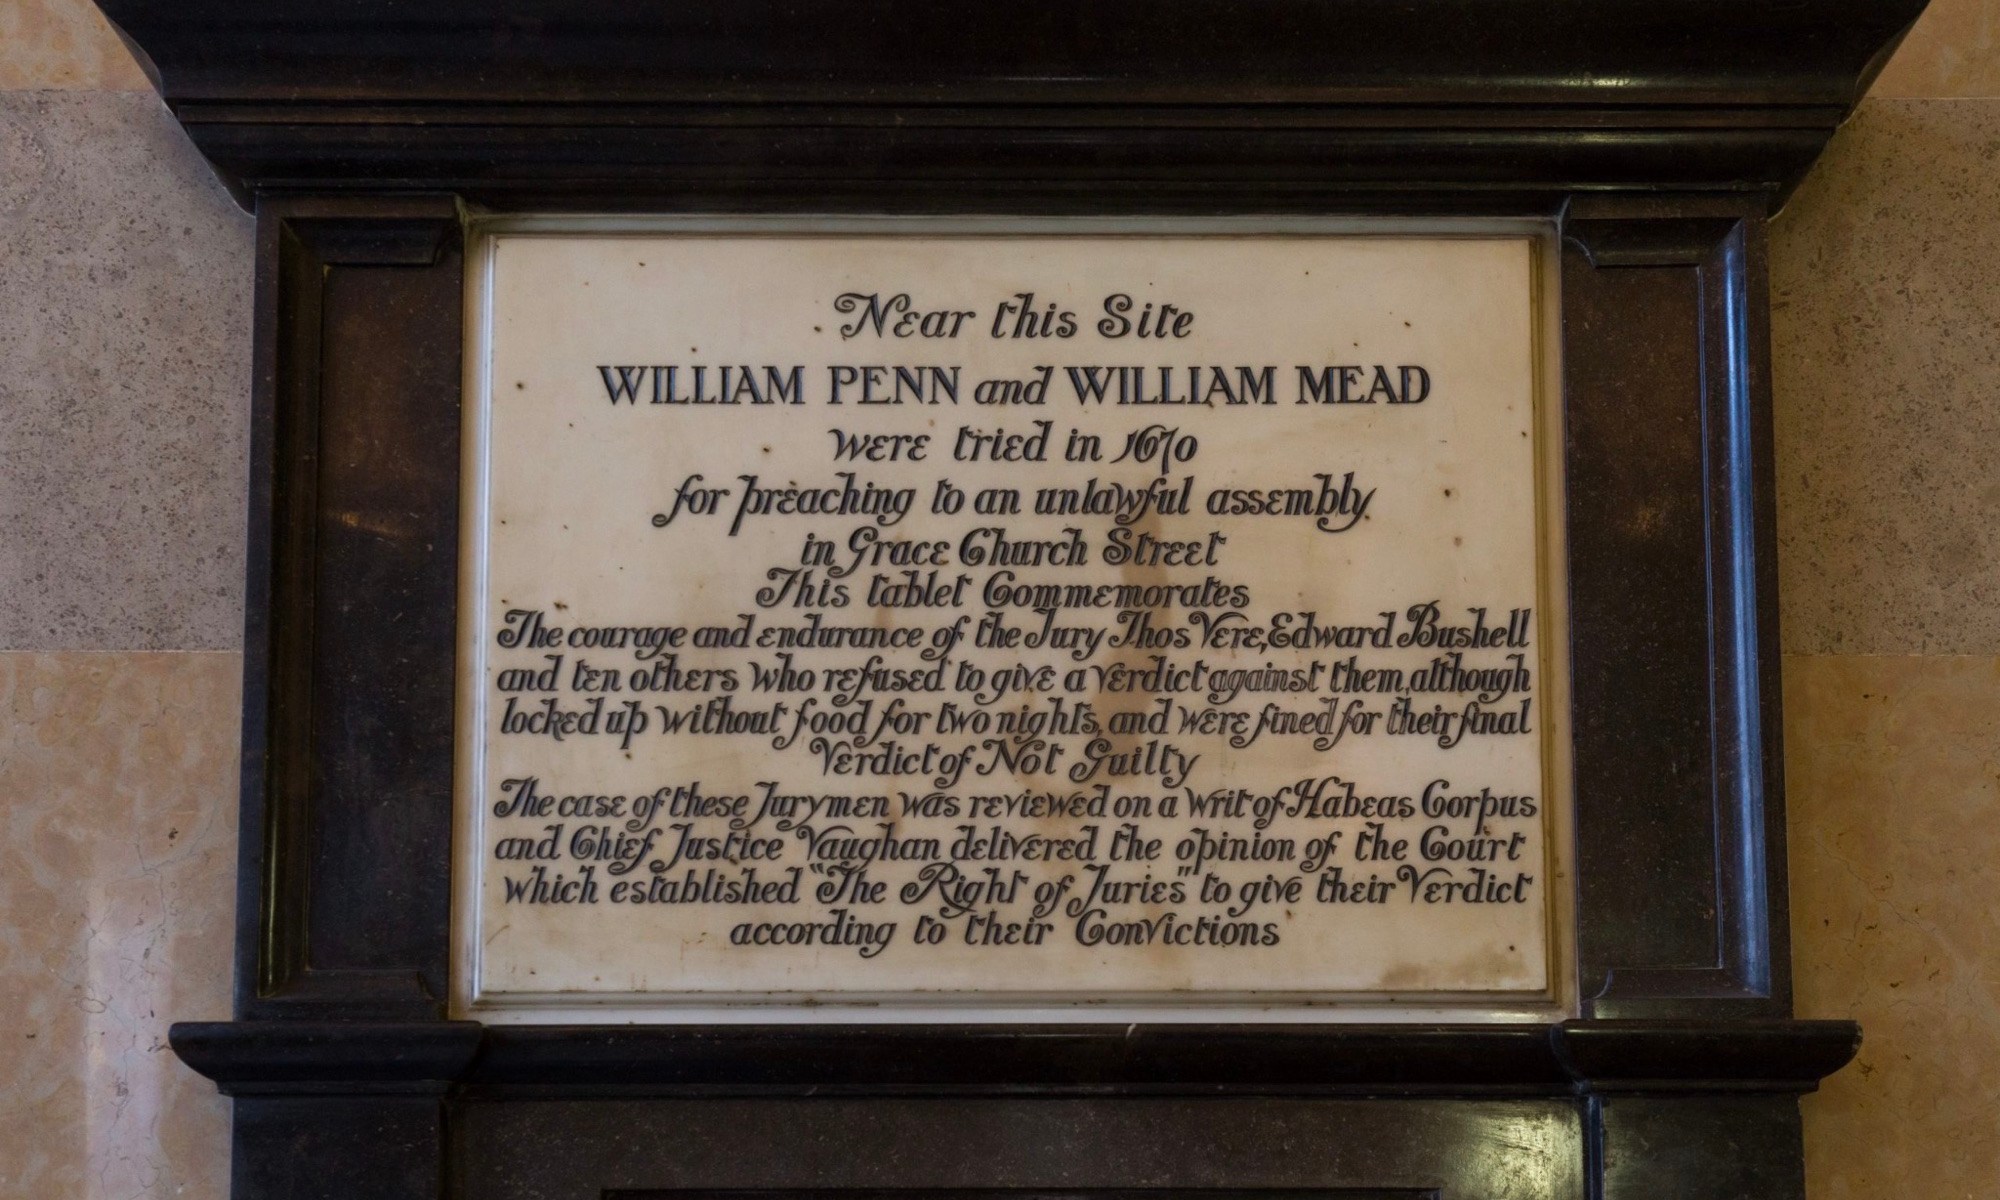 Near this Site
WILLIAM PENN and WILLIAM MEAD
were tried in 1670
for preaching to an unlawful assembly
in Grace Church Street
This tablet Commemorates
The courage and endurance of the Jury Thos Vere, Edward Bushell
and ten others who refused to give a verdict against them, although
locked up without food for two nights, and were fined for their final
Verdict of Not Guilty
The case of these Jurymen was reviewed on a writ of Habeas Corpus
and Chief Justice Vaughan delivered the opinion of the Court
which established "The Right of Juries" to give their Verdict
according to their Convictions